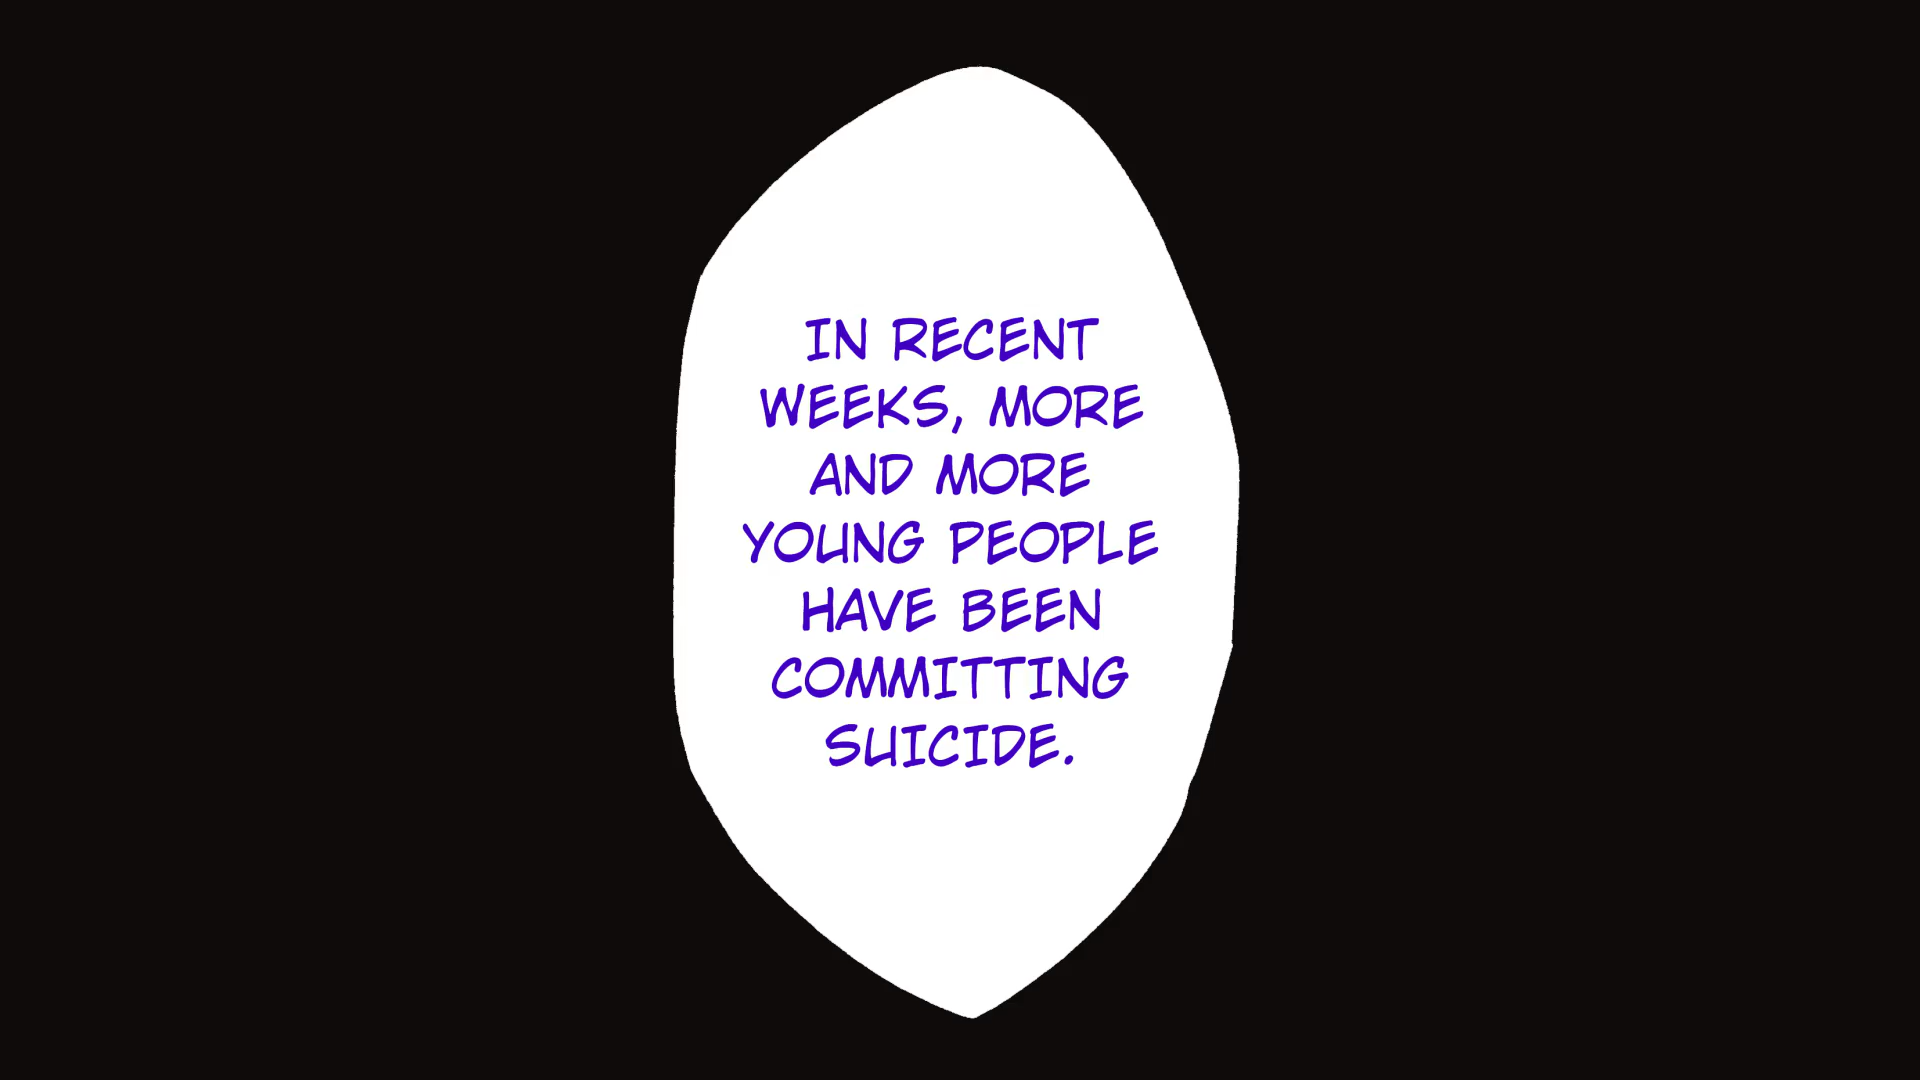 IN RECENT
WEEKS, MORE
AND MORE
YOUNG PEOPLE
HAVE BEEN
COMMITTING
SUICIDE.